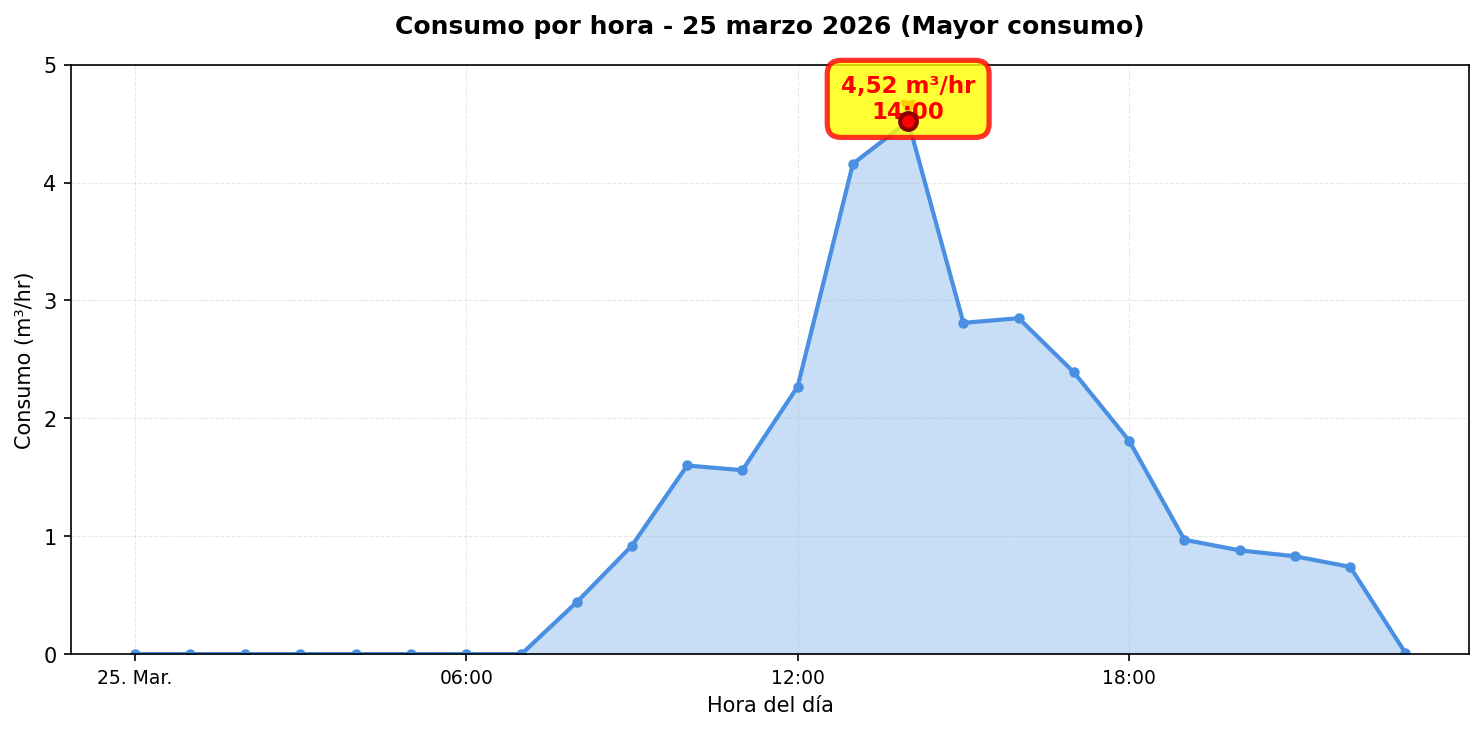 Consumo por hora - 25 marzo 2026 (Mayor consumo)
4,52 m³/hr
14:00
Consumo (m³/hr)
5
4
3
2
1
0
25. Mar.
06:00
12:00
18:00
Hora del día